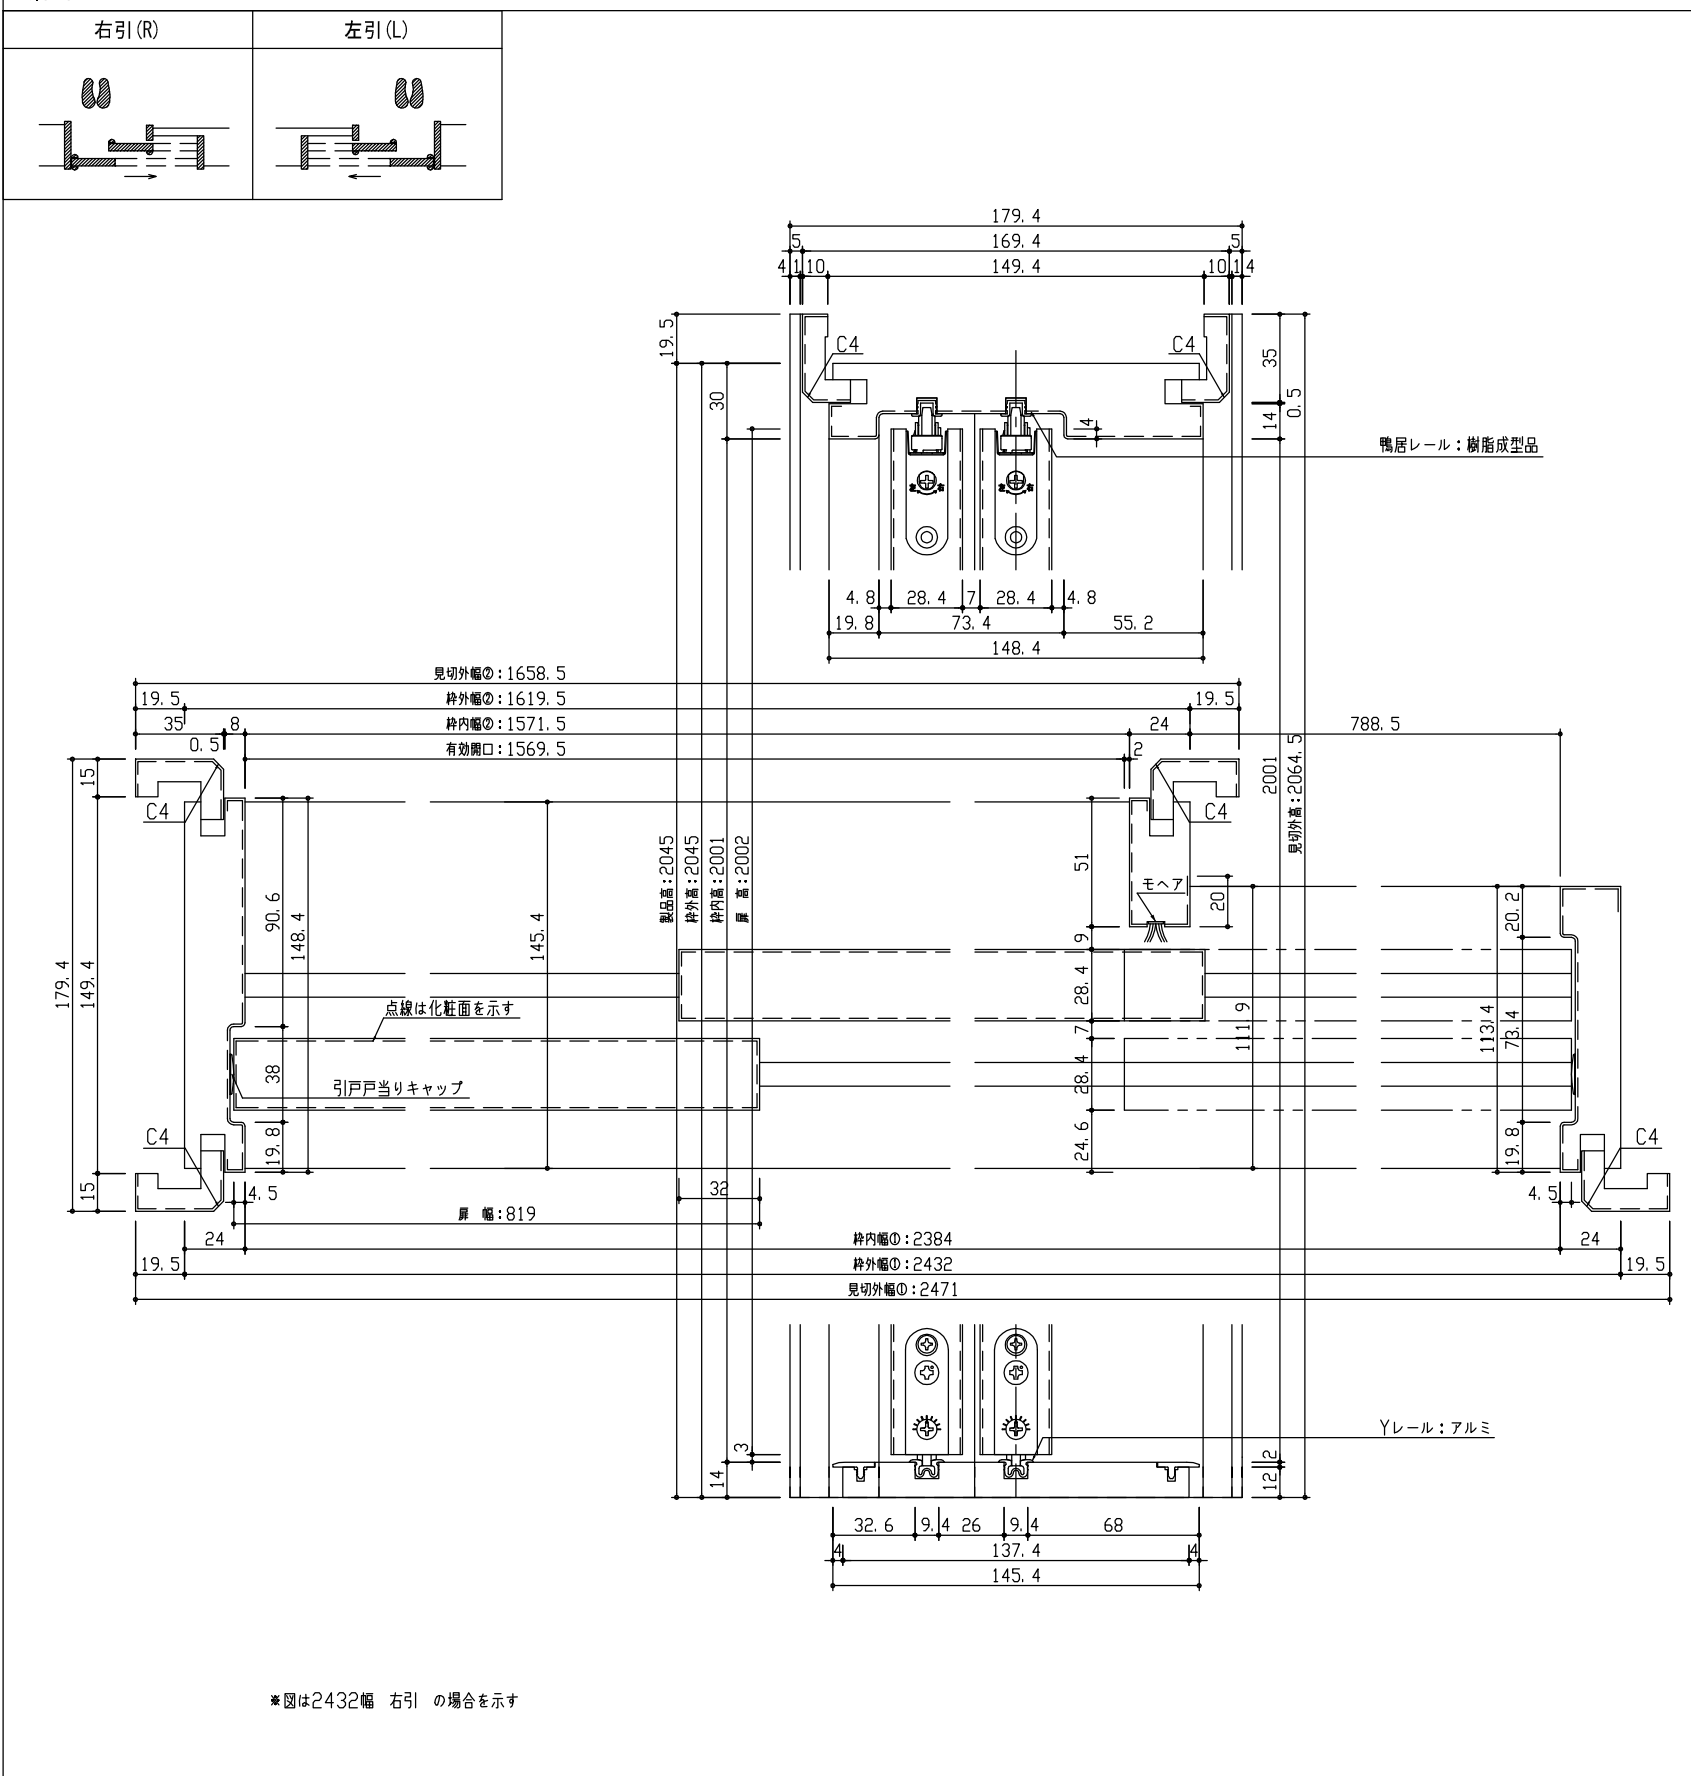 右引(R) 左引(L)
179.4
5 169.4 5
4 1 10 149.4 10 1 4
19.5
C4 C4
35
0.5
30
14
4
鴨居レール：樹脂成型品
左 右 左 右
4.8 28.4 7 28.4 4.8
19.8 73.4 55.2
148.4
見切外幅②：1658.5
19.5 枠外幅②：1619.5 19.5
35 8 枠内幅②：1571.5 24 788.5
0.5 有効開口：1569.5 2
15
C4 C4
2001
見切外高：2064.5
製品高：2045
枠外高：2045
枠内高：2001
扉 高：2002
51
モヘア
20
20.2
90.6
148.4
145.4
179.4
149.4
9
28.4
7
28.4
24.6
111.9
113.4
73.4
点線は化粧面を示す
38
引戸戸当りキャップ
C4 C4
19.8 19.8
15
4.5 32 4.5
扉 幅：819
24 枠内幅①：2384 24
19.5 枠外幅①：2432 19.5
見切外幅①：2471
Yレール：アルミ
3
14
2
12
32.6 9.4 26 9.4 68
4 137.4 4
145.4
※図は2432幅 右引 の場合を示す